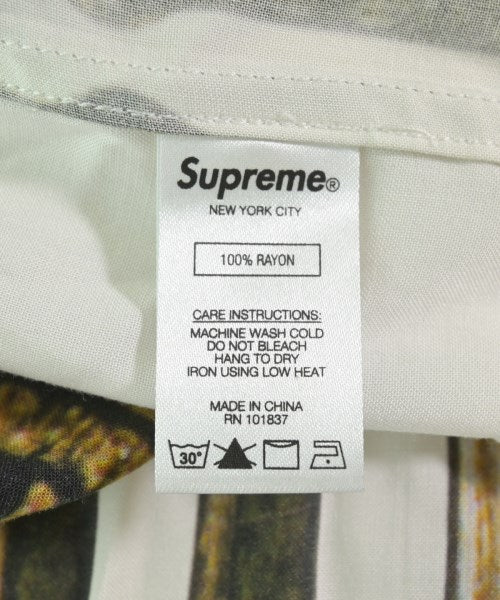 Supreme®
NEW YORK CITY
100% RAYON
CARE INSTRUCTIONS:
MACHINE WASH COLD
DO NOT BLEACH
HANG TO DRY
IRON USING LOW HEAT
MADE IN CHINA
RN 101837
30°